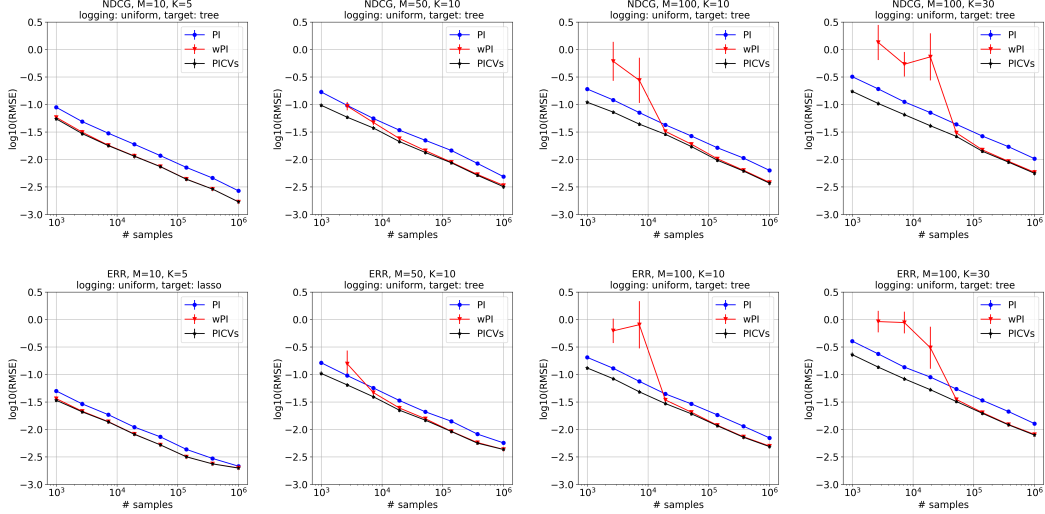 NDCG, M=10, K=5
logging: uniform, target: tree
0.5
0.0
−0.5
−1.0
−1.5
−2.0
−2.5
−3.0
log10(RMSE)
10³ 10⁴ 10⁵ 10⁶
# samples
PI
wPI
PICVs
NDCG, M=50, K=10
logging: uniform, target: tree
0.5
0.0
−0.5
−1.0
−1.5
−2.0
−2.5
−3.0
log10(RMSE)
10³ 10⁴ 10⁵ 10⁶
# samples
PI
wPI
PICVs
NDCG, M=100, K=10
logging: uniform, target: tree
0.5
0.0
−0.5
−1.0
−1.5
−2.0
−2.5
−3.0
log10(RMSE)
10³ 10⁴ 10⁵ 10⁶
# samples
PI
wPI
PICVs
NDCG, M=100, K=30
logging: uniform, target: tree
0.5
0.0
−0.5
−1.0
−1.5
−2.0
−2.5
−3.0
log10(RMSE)
10³ 10⁴ 10⁵ 10⁶
# samples
PI
wPI
PICVs
ERR, M=10, K=5
logging: uniform, target: lasso
0.5
0.0
−0.5
−1.0
−1.5
−2.0
−2.5
−3.0
log10(RMSE)
10³ 10⁴ 10⁵ 10⁶
# samples
PI
wPI
PICVs
ERR, M=50, K=10
logging: uniform, target: tree
0.5
0.0
−0.5
−1.0
−1.5
−2.0
−2.5
−3.0
log10(RMSE)
10³ 10⁴ 10⁵ 10⁶
# samples
PI
wPI
PICVs
ERR, M=100, K=10
logging: uniform, target: tree
0.5
0.0
−0.5
−1.0
−1.5
−2.0
−2.5
−3.0
log10(RMSE)
10³ 10⁴ 10⁵ 10⁶
# samples
PI
wPI
PICVs
ERR, M=100, K=30
logging: uniform, target: tree
0.5
0.0
−0.5
−1.0
−1.5
−2.0
−2.5
−3.0
log10(RMSE)
10³ 10⁴ 10⁵ 10⁶
# samples
PI
wPI
PICVs